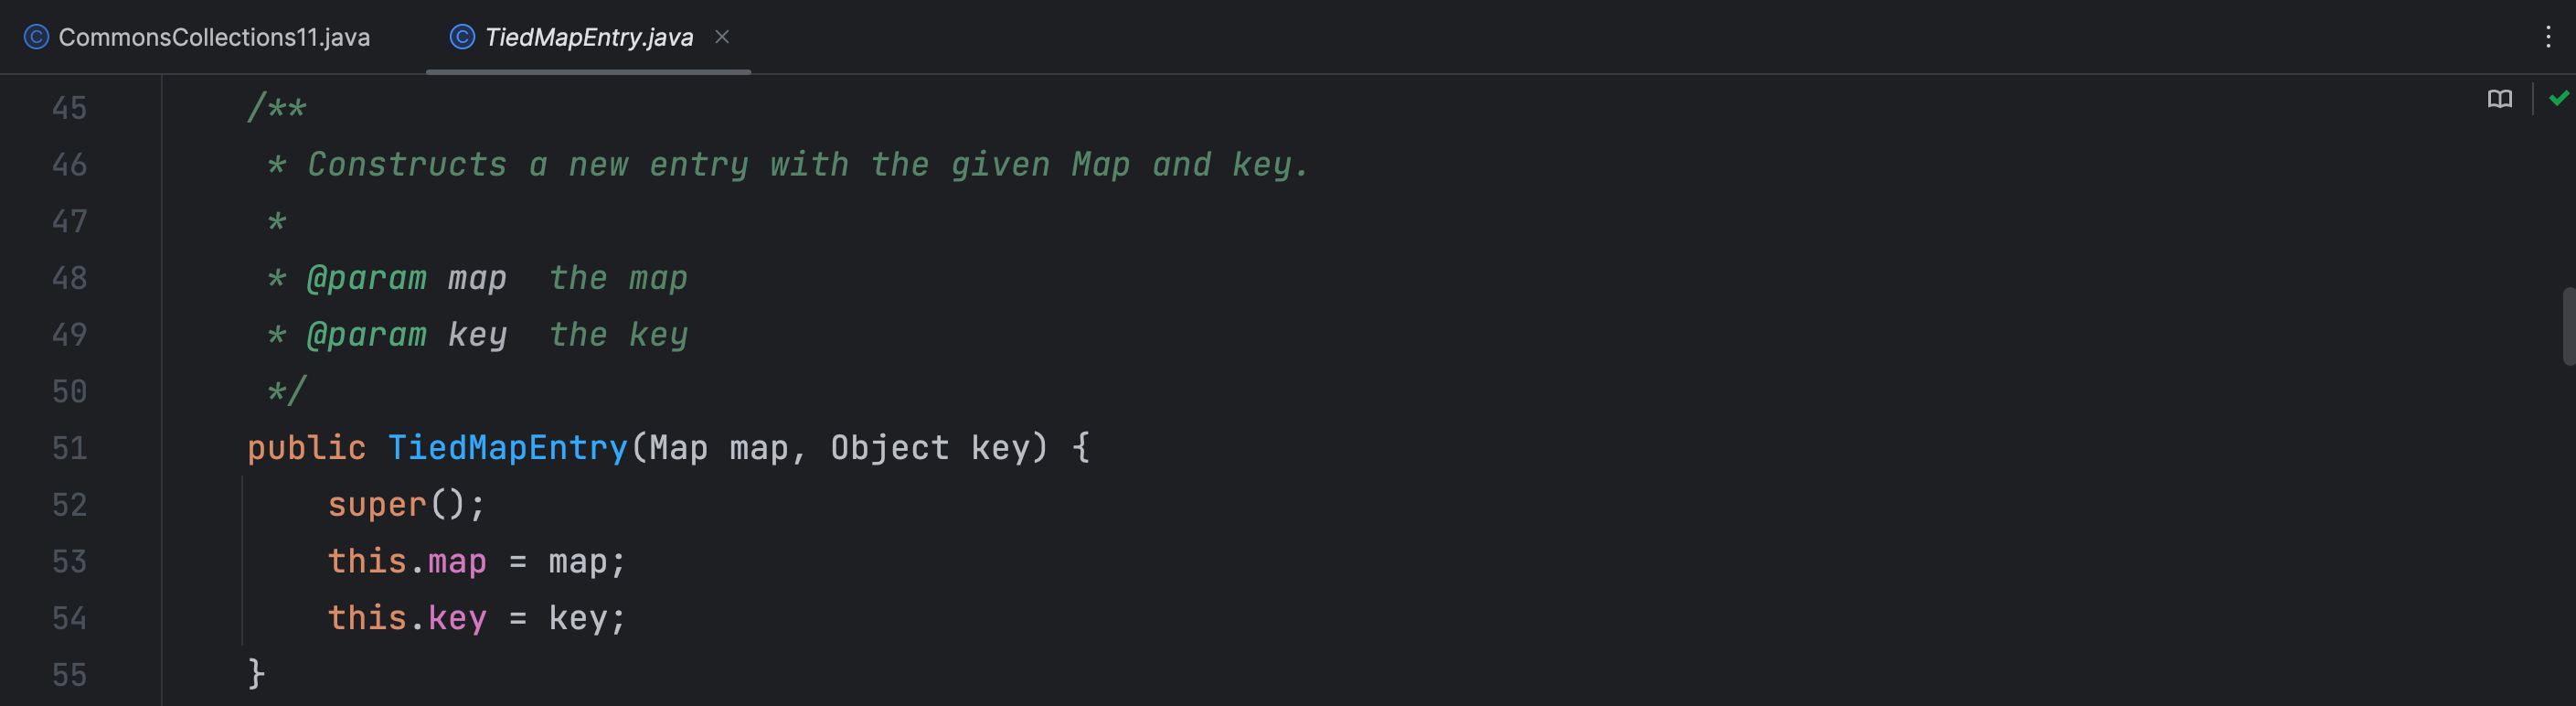 CommonsCollections11.java TiedMapEntry.java
45 /**
46 * Constructs a new entry with the given Map and key.
47 *
48 * @param map  the map
49 * @param key  the key
50 */
51 public TiedMapEntry(Map map, Object key) {
52 super();
53 this.map = map;
54 this.key = key;
55 }